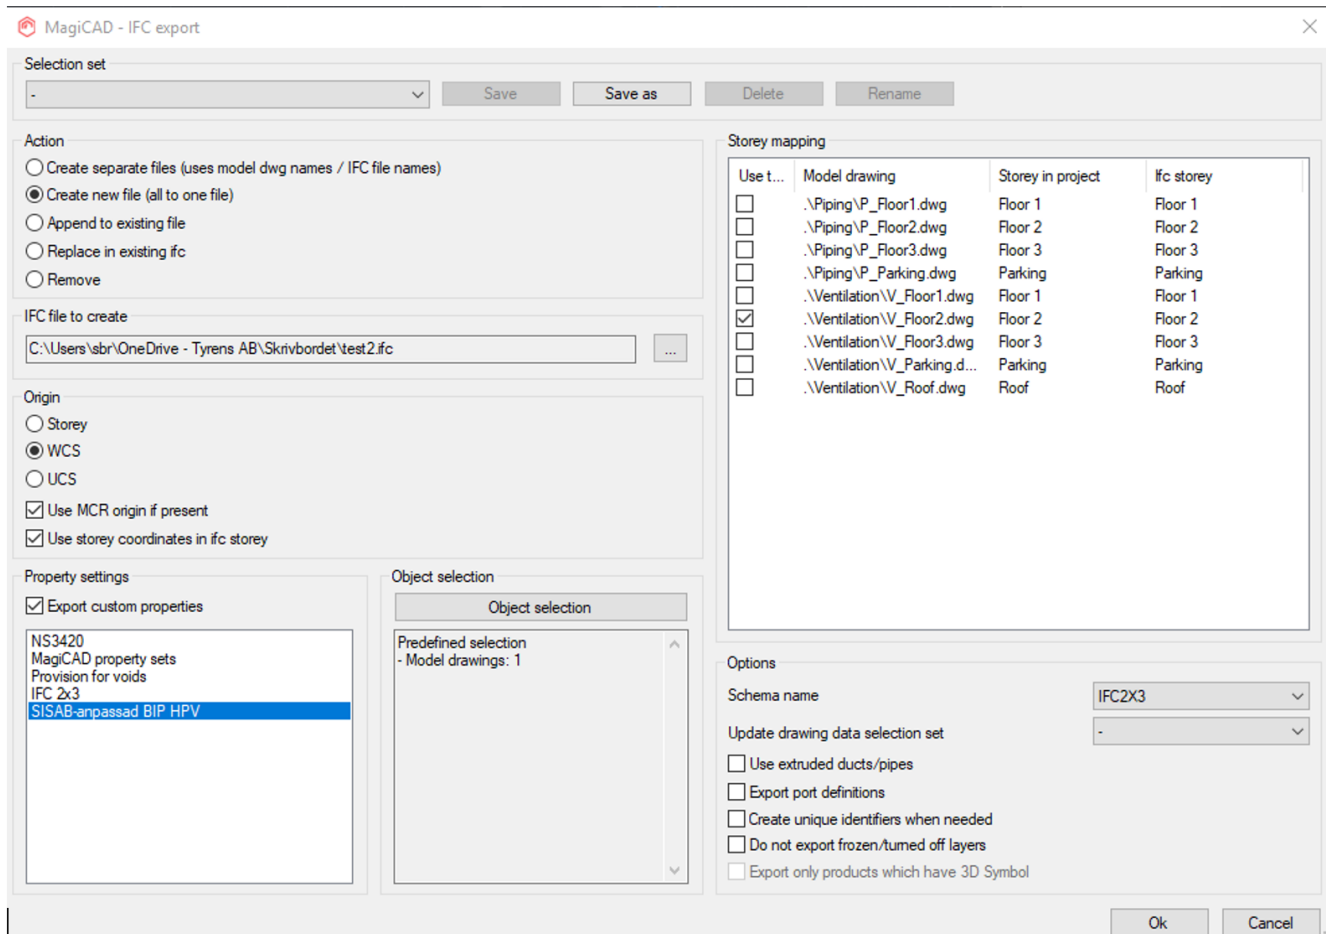 MagiCAD - IFC export
Selection set
-
Save
Save as
Delete
Rename
Action
Create separate files (uses model dwg names / IFC file names)
Create new file (all to one file)
Append to existing file
Replace in existing ifc
Remove
IFC file to create
C:\Users\sbr\OneDrive - Tyrens AB\Skrivbordet\test2.ifc
...
Origin
Storey
WCS
UCS
Use MCR origin if present
Use storey coordinates in ifc storey
Property settings
Export custom properties
NS3420
MagiCAD property sets
Provision for voids
IFC 2x3
SISAB-anpassad BIP HPV
Object selection
Object selection
Predefined selection
- Model drawings: 1
Storey mapping
Use t... Model drawing Storey in project Ifc storey
.\Piping\P_Floor1.dwg Floor 1 Floor 1
.\Piping\P_Floor2.dwg Floor 2 Floor 2
.\Piping\P_Floor3.dwg Floor 3 Floor 3
.\Piping\P_Parking.dwg Parking Parking
.\Ventilation\V_Floor1.dwg Floor 1 Floor 1
.\Ventilation\V_Floor2.dwg Floor 2 Floor 2
.\Ventilation\V_Floor3.dwg Floor 3 Floor 3
.\Ventilation\V_Parking.d... Parking Parking
.\Ventilation\V_Roof.dwg Roof Roof
Options
Schema name IFC2X3
Update drawing data selection set -
Use extruded ducts/pipes
Export port definitions
Create unique identifiers when needed
Do not export frozen/turned off layers
Export only products which have 3D Symbol
Ok
Cancel